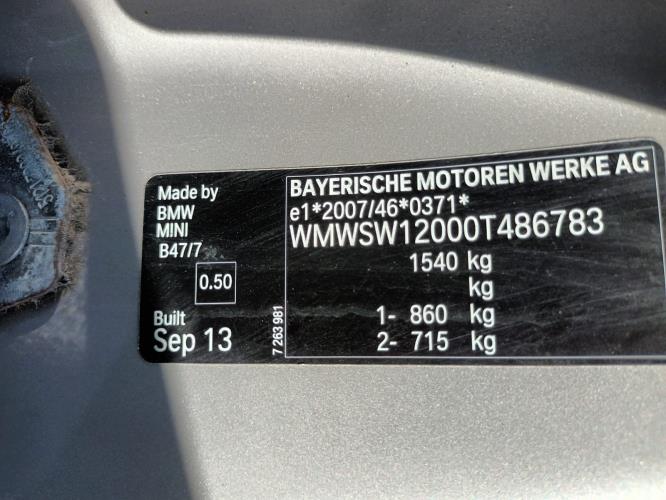 Made by
BMW
MINI
B47/7
0.50
Built
Sep 13
7 263 981
BAYERISCHE MOTOREN WERKE AG
e1*2007/46*0371*
WMWSW12000T486783
1540 kg
kg
1- 860 kg
2- 715 kg